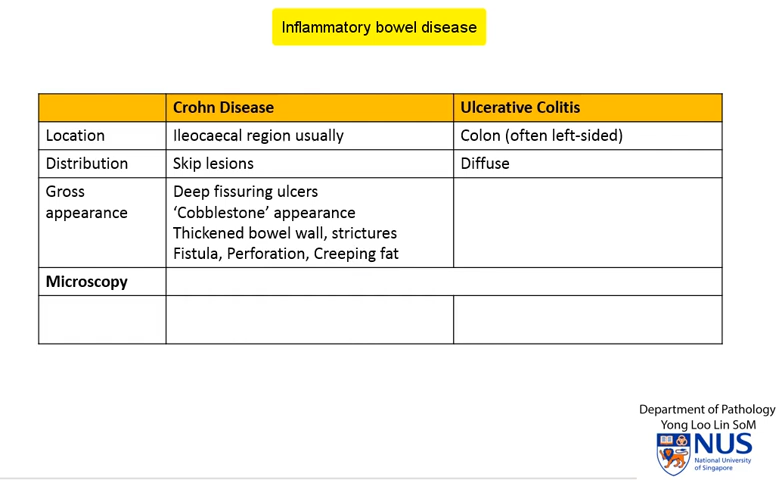 Inflammatory bowel disease
Crohn Disease Ulcerative Colitis
Location Ileocaecal region usually Colon (often left-sided)
Distribution Skip lesions Diffuse
Gross appearance Deep fissuring ulcers
‘Cobblestone’ appearance
Thickened bowel wall, strictures
Fistula, Perforation, Creeping fat
Microscopy
Department of Pathology
Yong Loo Lin SoM
NUS
National University
of Singapore